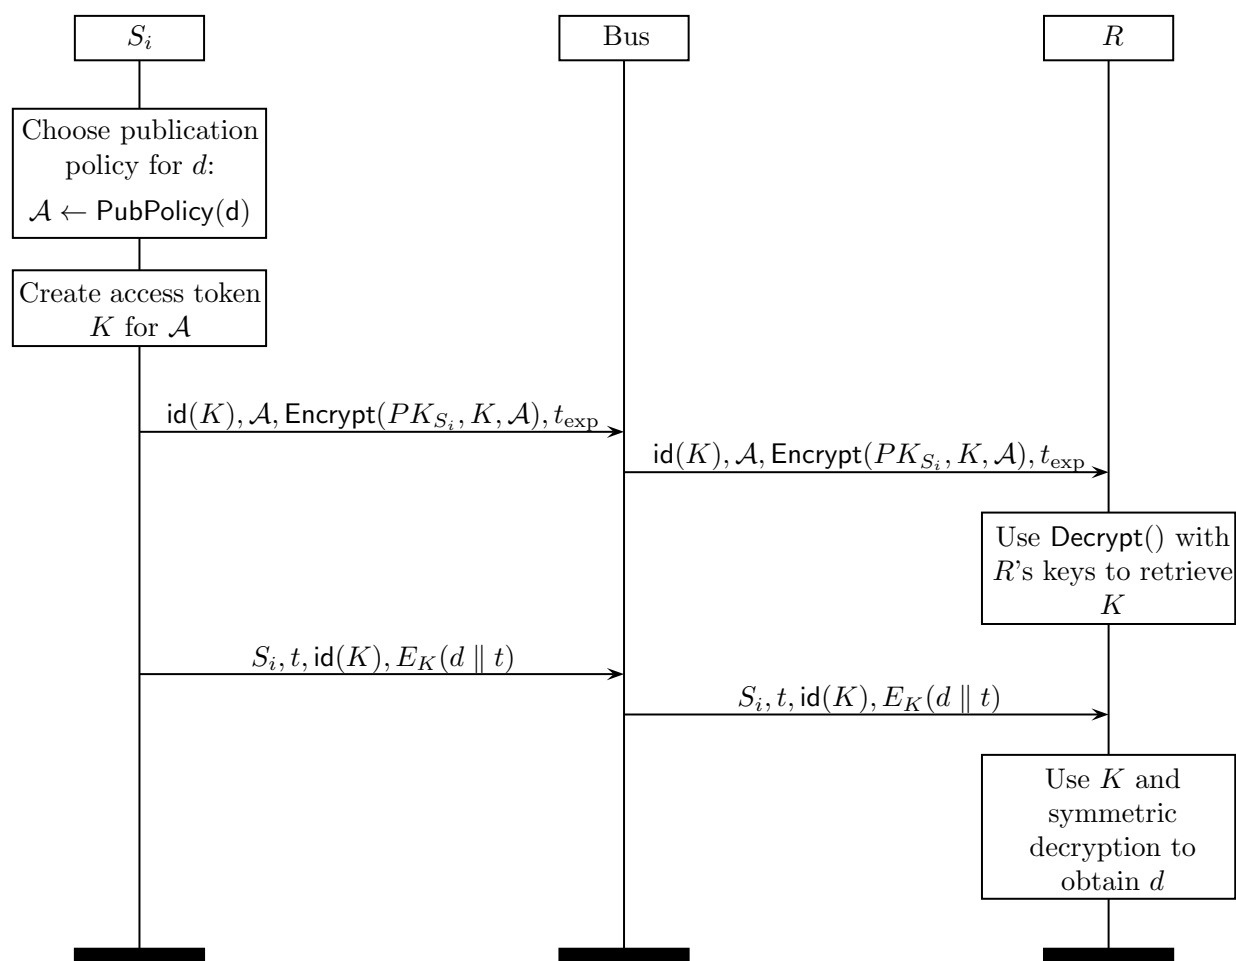 S_i
Bus
R
Choose publication
policy for d:
𝒜 ← PubPolicy(d)
Create access token
K for 𝒜
id(K), 𝒜, Encrypt(PK_{S_i}, K, 𝒜), t_exp
id(K), 𝒜, Encrypt(PK_{S_i}, K, 𝒜), t_exp
Use Decrypt() with
R's keys to retrieve
K
S_i, t, id(K), E_K(d ∥ t)
S_i, t, id(K), E_K(d ∥ t)
Use K and
symmetric
decryption to
obtain d